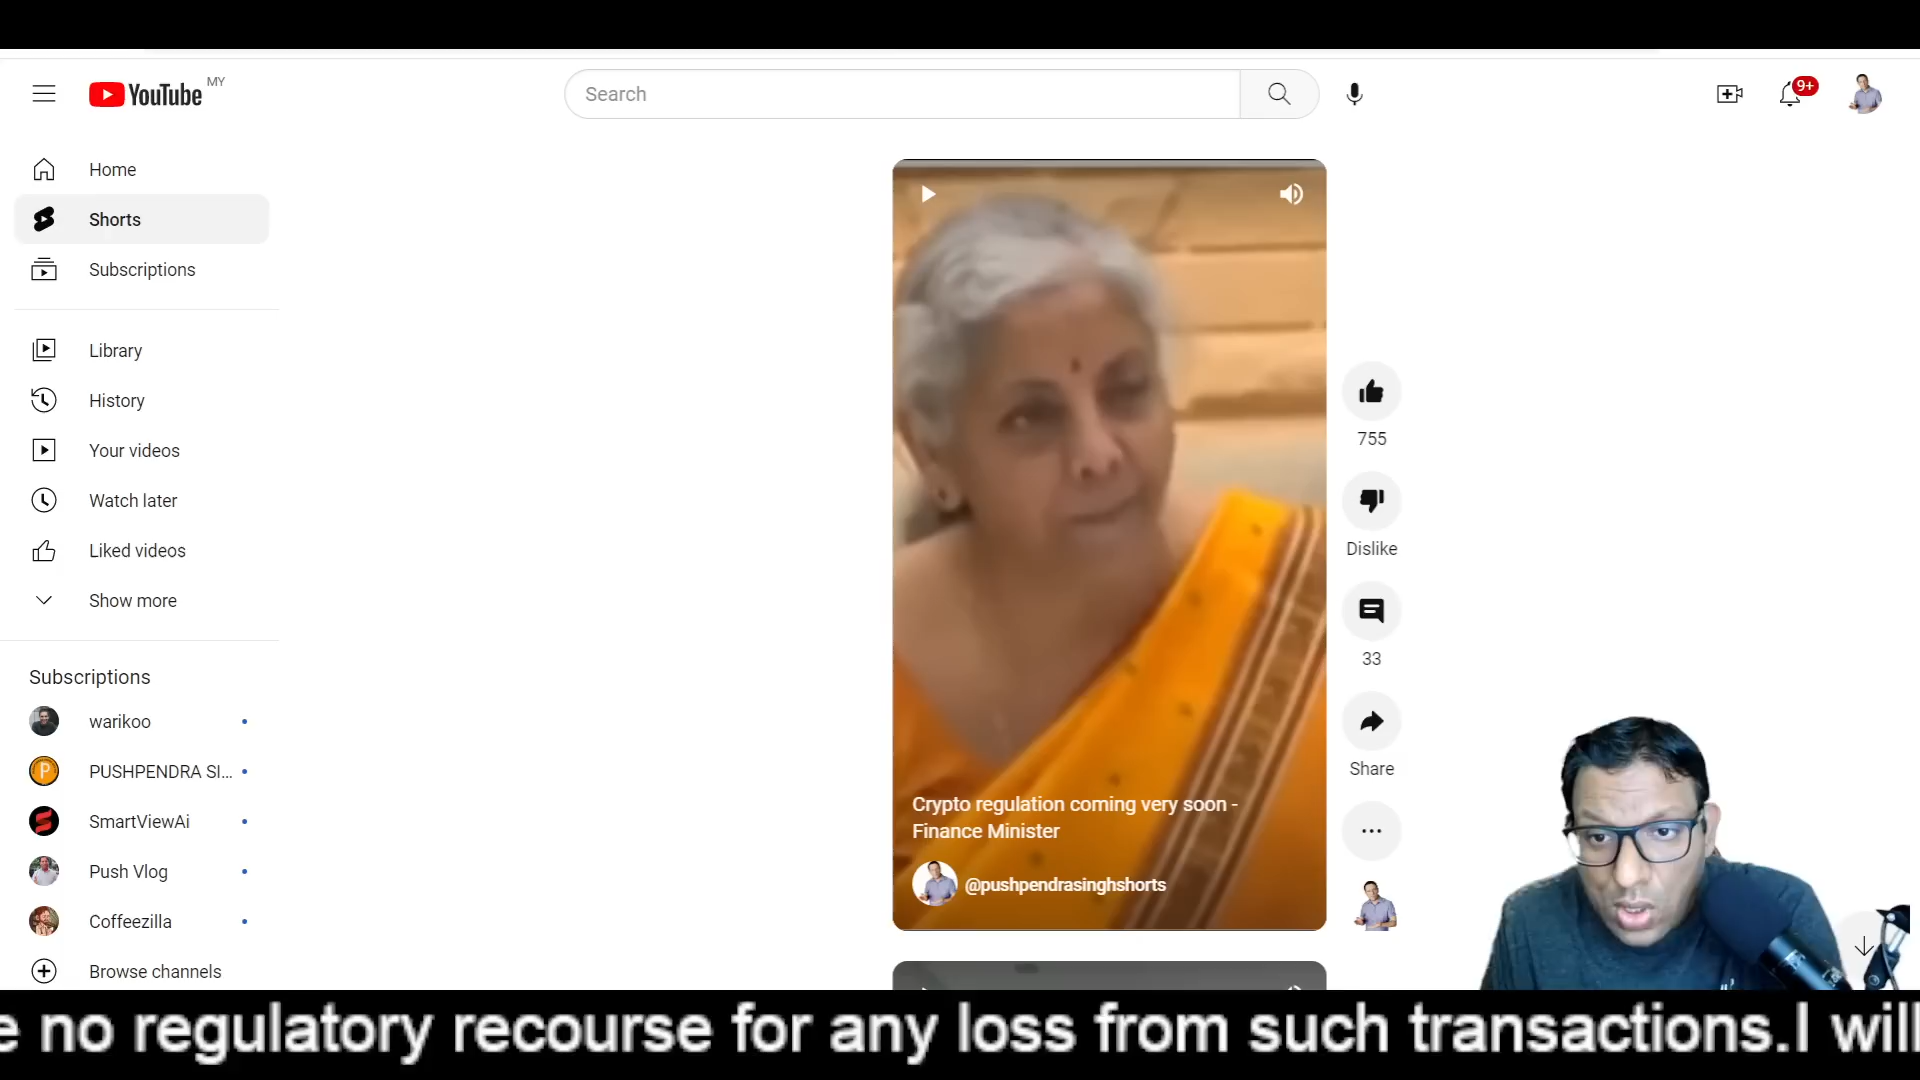 YouTube MY
Search
9+
Home
Shorts
Subscriptions
Library
History
Your videos
Watch later
Liked videos
Show more
Subscriptions
warikoo
P
PUSHPENDRA SI...
SmartViewAi
Push Vlog
Coffeezilla
Browse channels
Crypto regulation coming very soon -
Finance Minister
@pushpendrasinghshorts
755
Dislike
33
Share
e no regulatory recourse for any loss from such transactions.I will